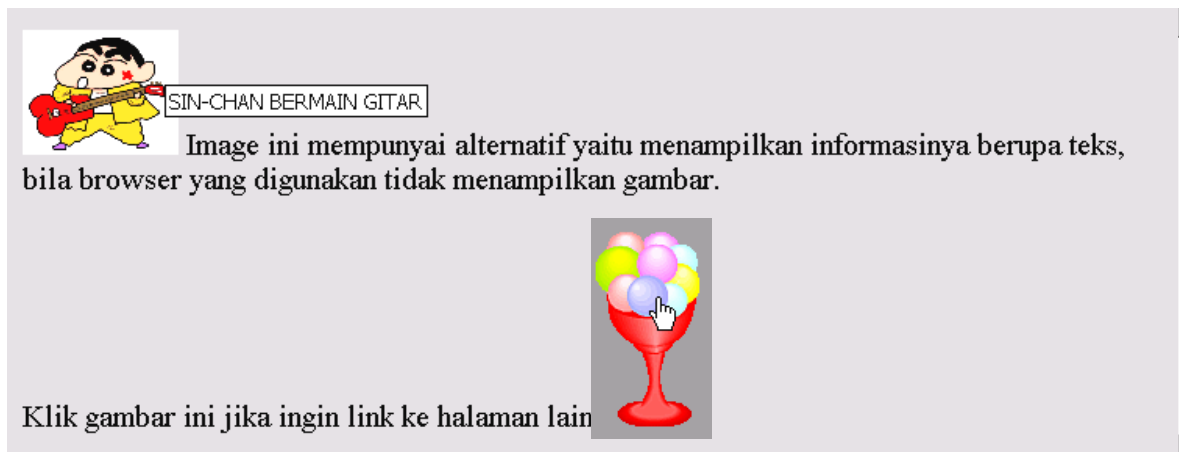 SIN-CHAN BERMAIN GITAR
Image ini mempunyai alternatif yaitu menampilkan informasinya berupa teks,
bila browser yang digunakan tidak menampilkan gambar.
Klik gambar ini jika ingin link ke halaman lain